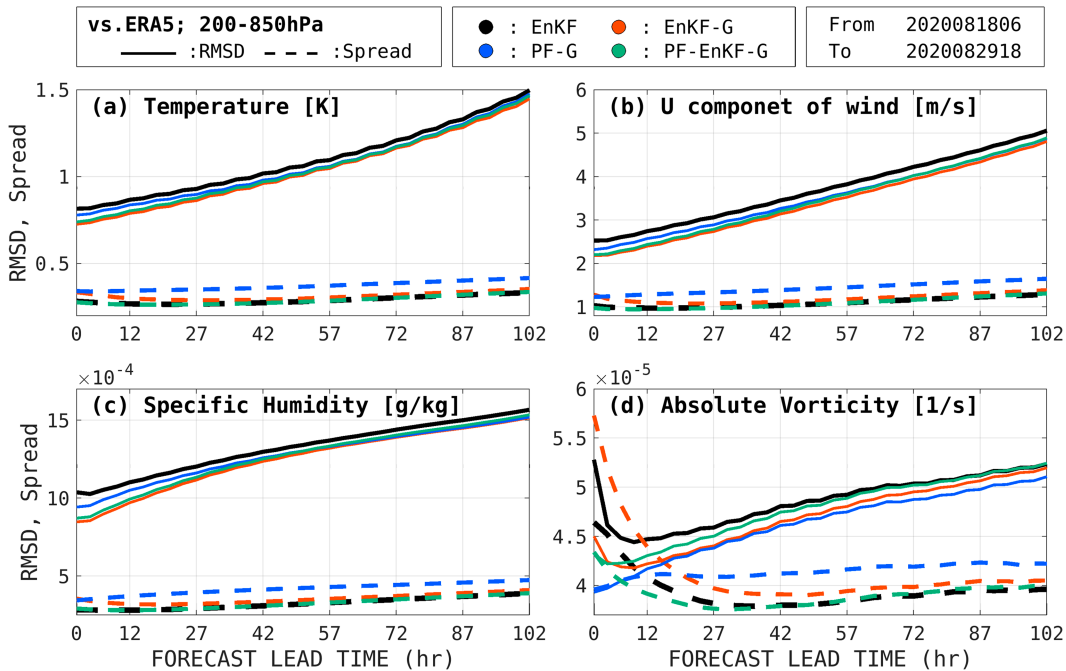 vs.ERA5; 200-850hPa
:RMSD :Spread
: EnKF : EnKF-G
: PF-G : PF-EnKF-G
From 2020081806
To 2020082918
(a) Temperature [K]
RMSD, Spread
1.5
1
0.5
0 12 27 42 57 72 87 102
(b) U componet of wind [m/s]
6
5
4
3
2
1
0 12 27 42 57 72 87 102
×10-4
(c) Specific Humidity [g/kg]
RMSD, Spread
15
10
5
0 12 27 42 57 72 87 102
FORECAST LEAD TIME (hr)
×10-5
(d) Absolute Vorticity [1/s]
6
5.5
5
4.5
4
0 12 27 42 57 72 87 102
FORECAST LEAD TIME (hr)